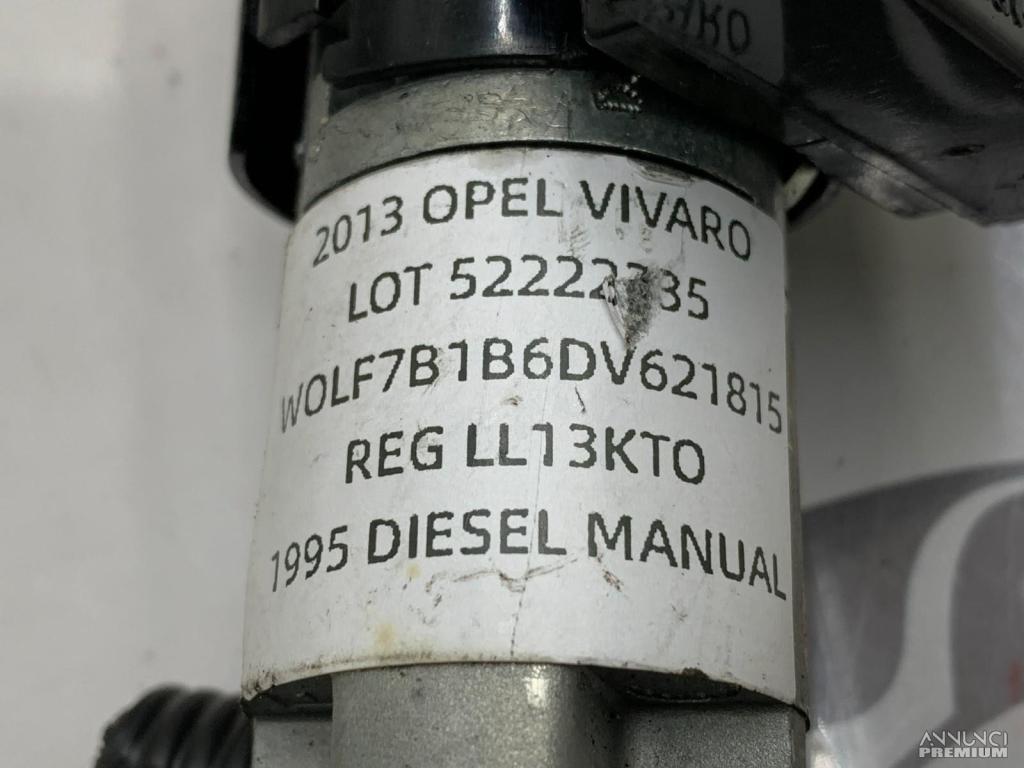 2013 OPEL VIVARO
LOT
WOLF7B1B6DV621815
REG LL13KTO
1995 DIESEL MANUAL
ANNUNCI
PREMIUM